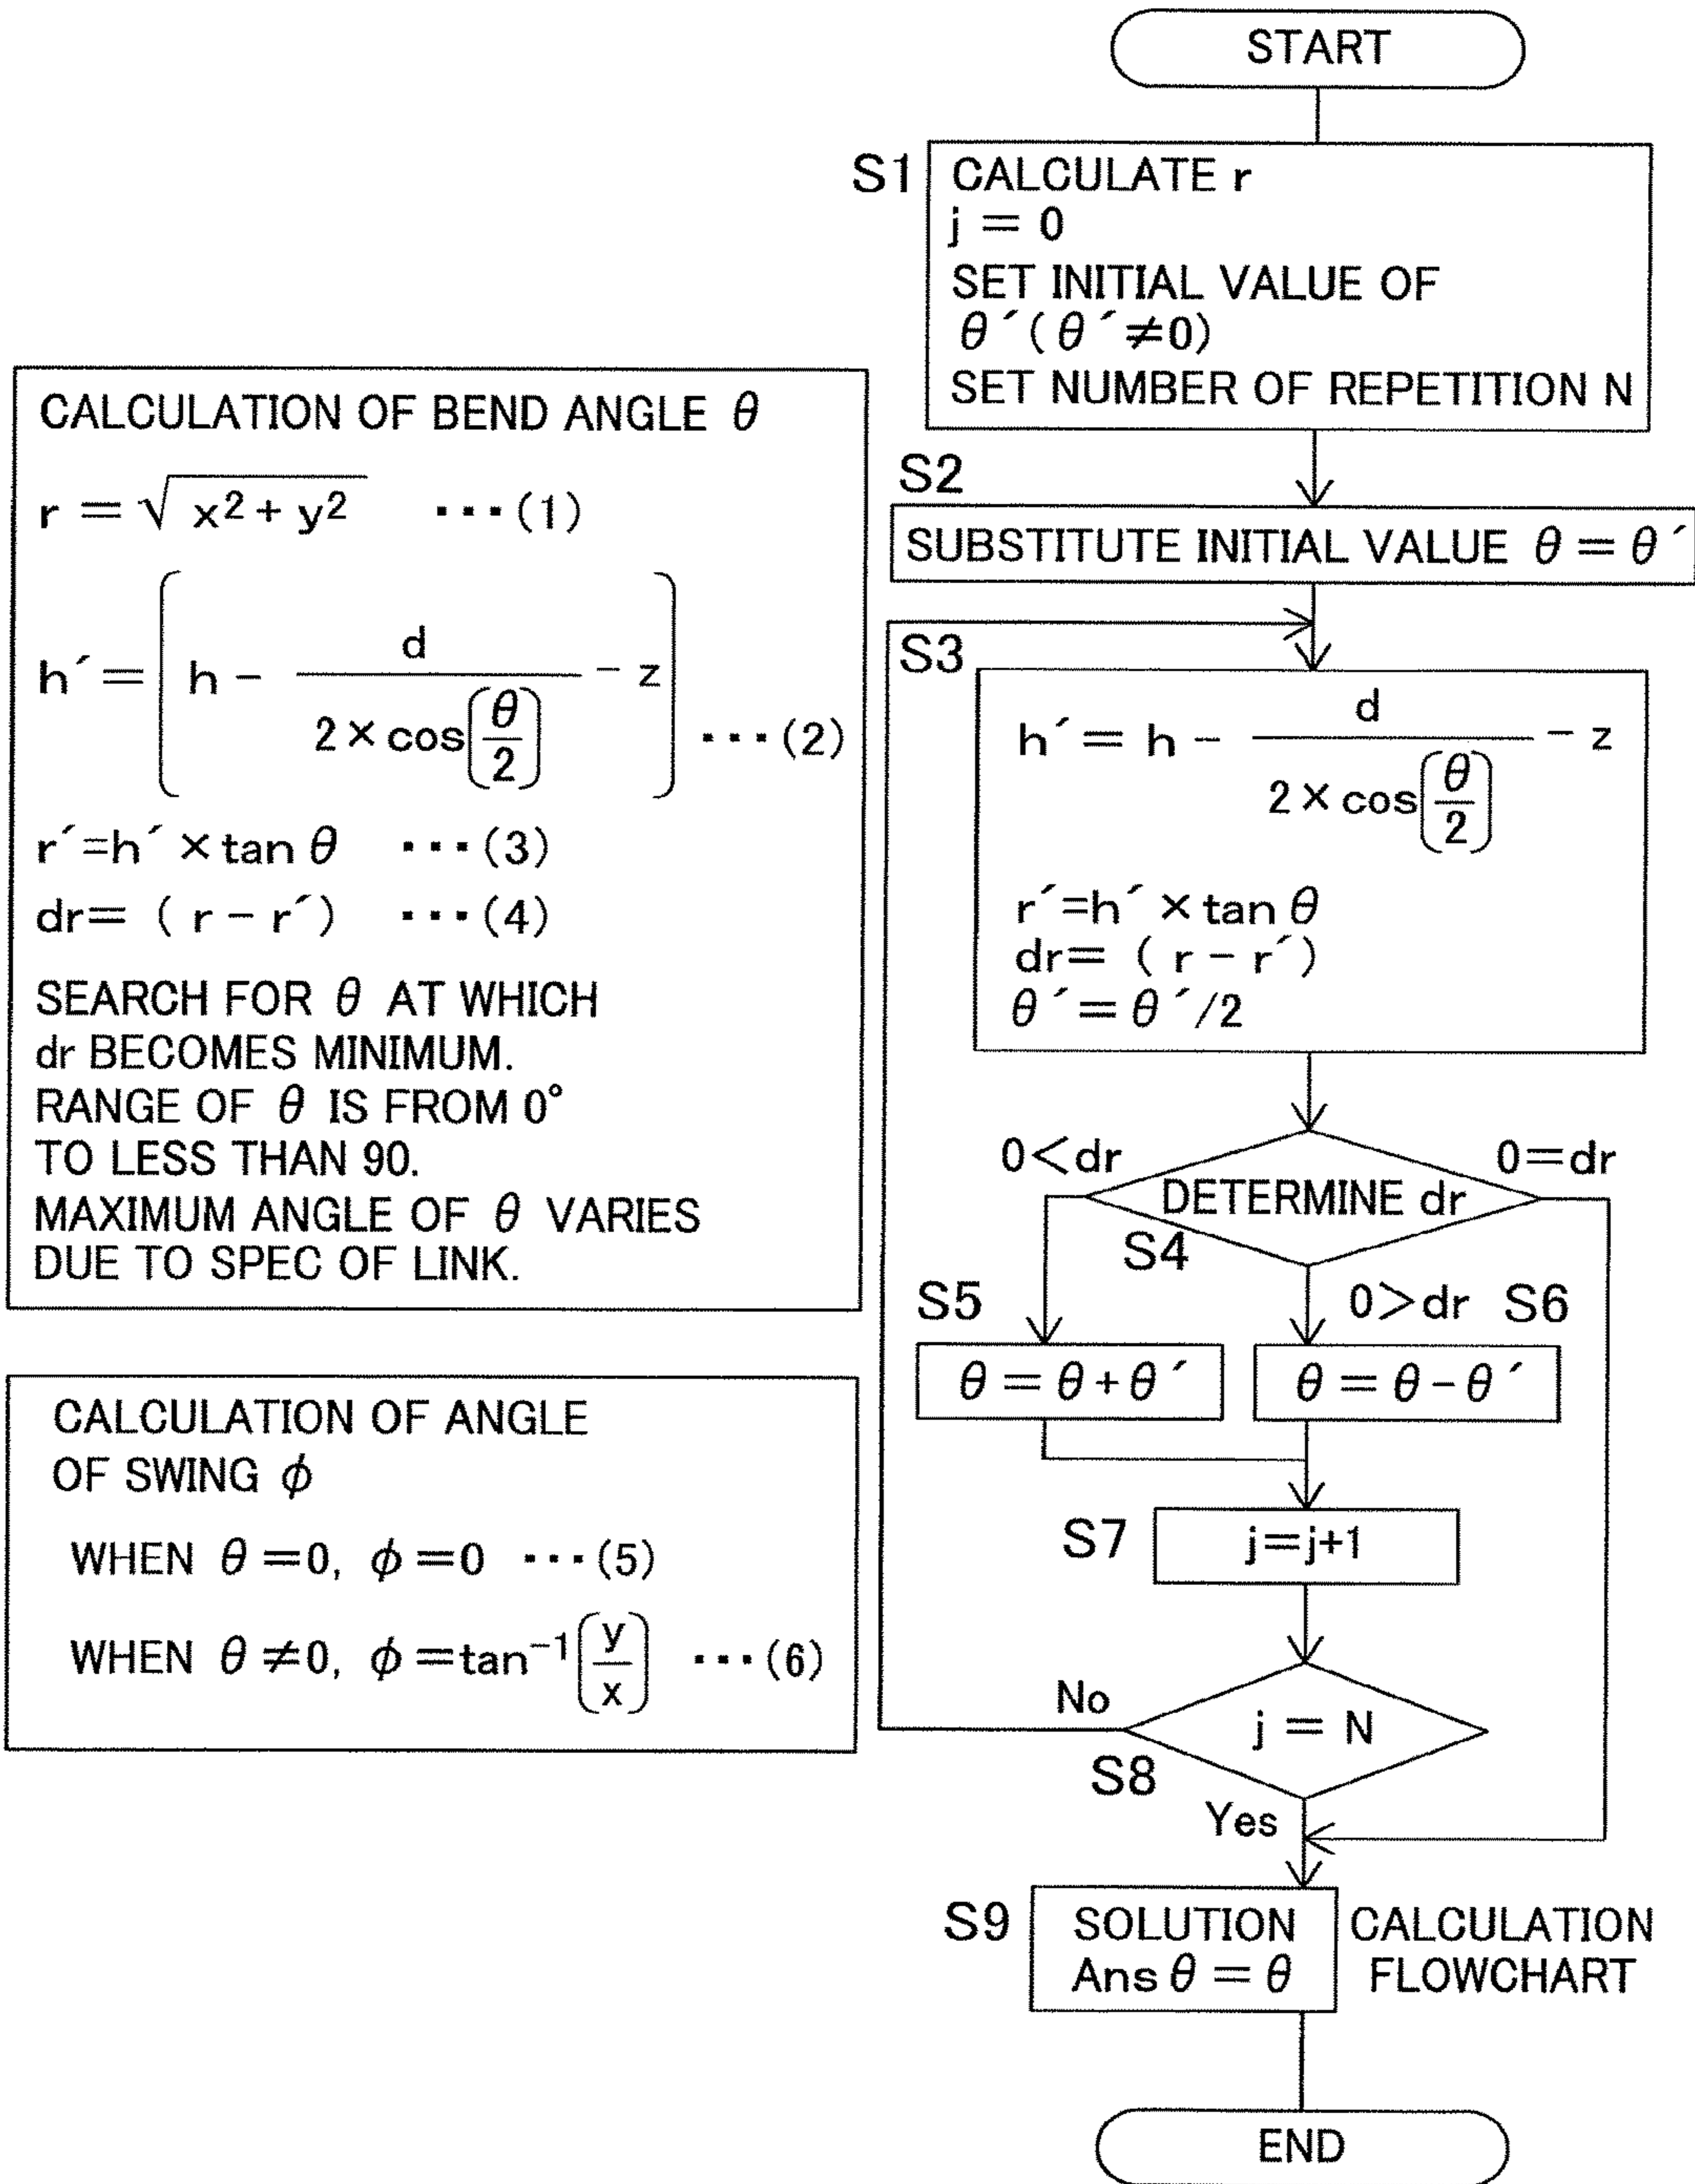 START
S1
CALCULATE r
j = 0
SET INITIAL VALUE OF
θ´(θ´≠0)
SET NUMBER OF REPETITION N
S2
SUBSTITUTE INITIAL VALUE θ = θ´
S3
h´ = h - d / (2 × cos(θ/2)) - z
r´=h´ × tan θ
dr= ( r - r´)
θ´ = θ´/2
0<dr
0=dr
DETERMINE dr
S4
S5
0>dr S6
θ = θ + θ´
θ = θ - θ´
S7
j=j+1
No
j = N
S8
Yes
S9
SOLUTION
Ans θ = θ
CALCULATION
FLOWCHART
END
CALCULATION OF BEND ANGLE θ
r = √(x² + y²) ···(1)
h´ = (h - d / (2 × cos(θ/2)) - z) ···(2)
r´=h´ × tan θ ···(3)
dr= ( r - r´) ···(4)
SEARCH FOR θ AT WHICH
dr BECOMES MINIMUM.
RANGE OF θ IS FROM 0°
TO LESS THAN 90.
MAXIMUM ANGLE OF θ VARIES
DUE TO SPEC OF LINK.
CALCULATION OF ANGLE
OF SWING φ
WHEN θ =0, φ =0 ···(5)
WHEN θ ≠0, φ =tan⁻¹(y/x) ···(6)